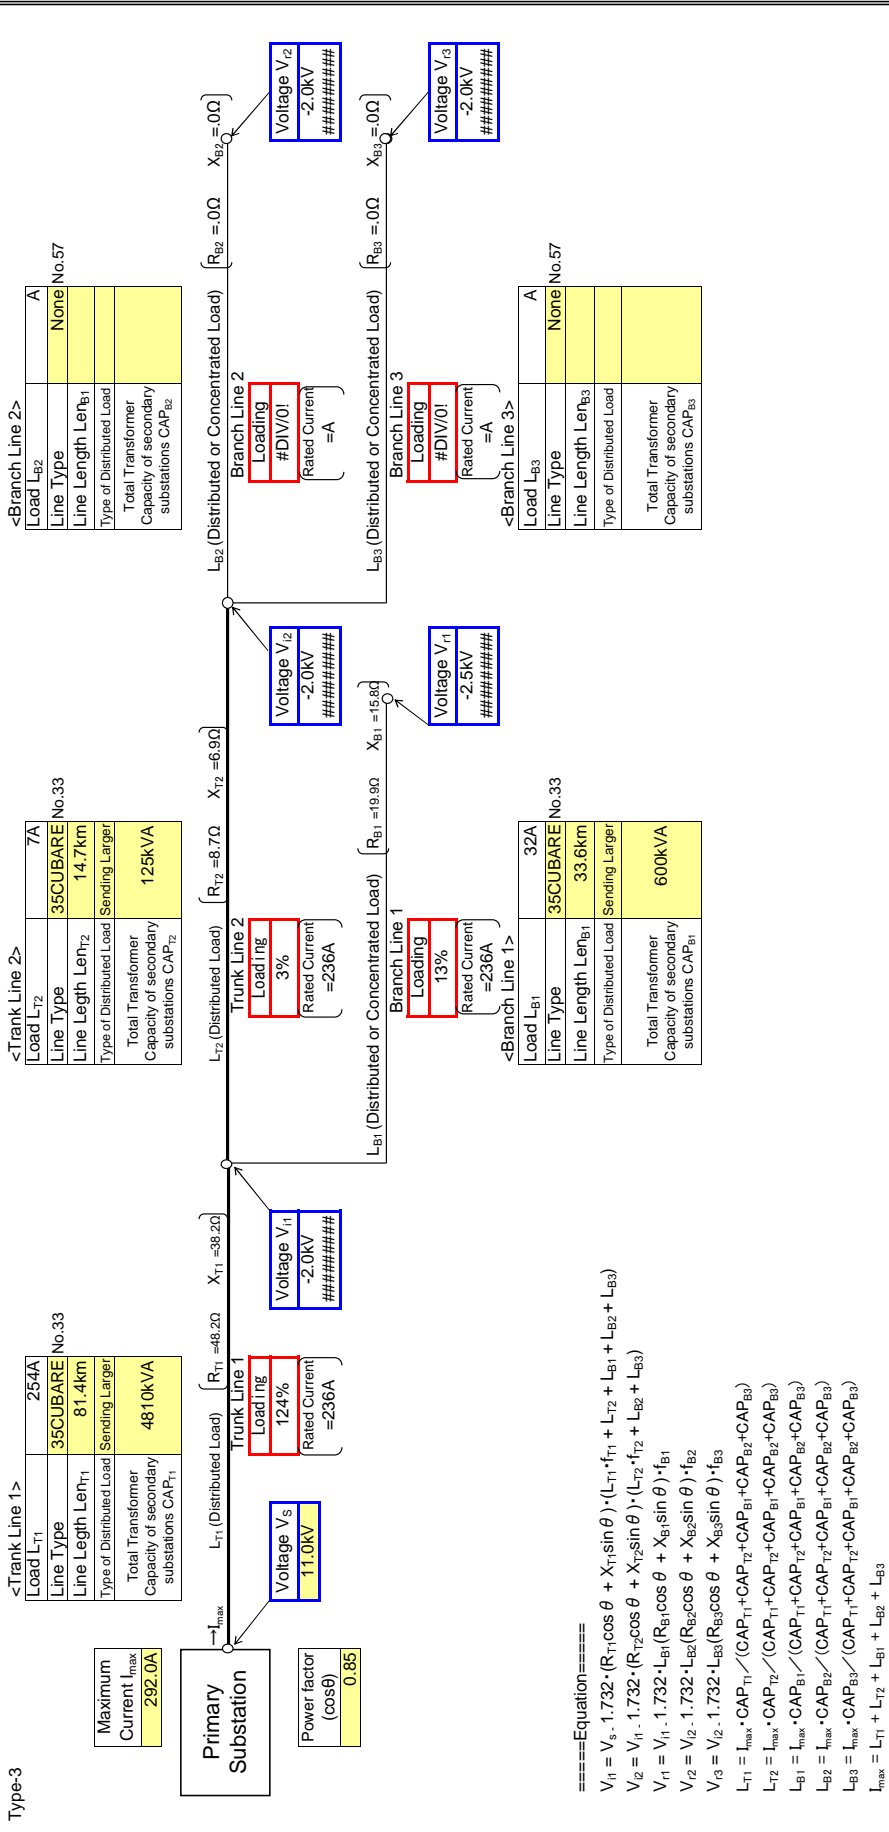 Type-3
<Trank Line 1>
Load LT1 254A
Line Type 35CUBARE No.33
Line Legth LenT1 81.4km
Type of Distributed Load Sending Larger
Total Transformer
Capacity of secondary
substations CAPT1 4810kVA
<Trank Line 2>
Load LT2 7A
Line Type 35CUBARE No.33
Line Legth LenT2 14.7km
Type of Distributed Load Sending Larger
Total Transformer
Capacity of secondary
substations CAPT2 125kVA
<Branch Line 2>
Load LB2 A
Line Type None No.57
Line Length LenB1
Type of Distributed Load
Total Transformer
Capacity of secondary
substations CAPB2
Maximum
Current Imax
292.0A
Primary
Substation
Power factor
(cosθ)
0.85
→Imax
Voltage VS
11.0kV
LT1 (Distributed Load)
RT1 =48.2Ω XT1 =38.2Ω
Trunk Line 1
Loading
124%
Rated Current
=236A
Voltage Vi1
-2.0kV
##########
LT2 (Distributed Load)
RT2 =8.7Ω XT2 =6.9Ω
Trunk Line 2
Loading
3%
Rated Current
=236A
Voltage Vi2
-2.0kV
##########
LB2 (Distributed or Concentrated Load)
RB2 =.0Ω XB2 =.0Ω
Branch Line 2
Loading
#DIV/0!
Rated Current
=A
Voltage Vr2
-2.0kV
##########
LB1 (Distributed or Concentrated Load)
RB1 =19.9Ω XB1 =15.8Ω
Branch Line 1
Loading
13%
Rated Current
=236A
Voltage Vr1
-2.5kV
##########
LB3 (Distributed or Concentrated Load)
RB3 =.0Ω XB3 =.0Ω
Branch Line 3
Loading
#DIV/0!
Rated Current
=A
Voltage Vr3
-2.0kV
##########
<Branch Line 1>
Load LB1 32A
Line Type 35CUBARE No.33
Line Length LenB1 33.6km
Type of Distributed Load Sending Larger
Total Transformer
Capacity of secondary
substations CAPB1 600kVA
<Branch Line 3>
Load LB3 A
Line Type None No.57
Line Length LenB3
Type of Distributed Load
Total Transformer
Capacity of secondary
substations CAPB3
=====Equation=====
Vi1 = Vs - 1.732・(RT1cosθ + XT1sinθ)・(LT1・fT1 + LT2 + LB1 + LB2 + LB3)
Vi2 = Vi1 - 1.732・(RT2cosθ + XT2sinθ)・(LT2・fT2 + LB2 + LB3)
Vr1 = Vi1 - 1.732・LB1(RB1cosθ + XB1sinθ)・fB1
Vr2 = Vi2 - 1.732・LB2(RB2cosθ + XB2sinθ)・fB2
Vr3 = Vi2 - 1.732・LB3(RB3cosθ + XB3sinθ)・fB3
LT1 = Imax・CAPT1／(CAPT1+CAPT2+CAPB1+CAPB2+CAPB3)
LT2 = Imax・CAPT2／(CAPT1+CAPT2+CAPB1+CAPB2+CAPB3)
LB1 = Imax・CAPB1／(CAPT1+CAPT2+CAPB1+CAPB2+CAPB3)
LB2 = Imax・CAPB2／(CAPT1+CAPT2+CAPB1+CAPB2+CAPB3)
LB3 = Imax・CAPB3／(CAPT1+CAPT2+CAPB1+CAPB2+CAPB3)
Imax = LT1 + LT2 + LB1 + LB2 + LB3